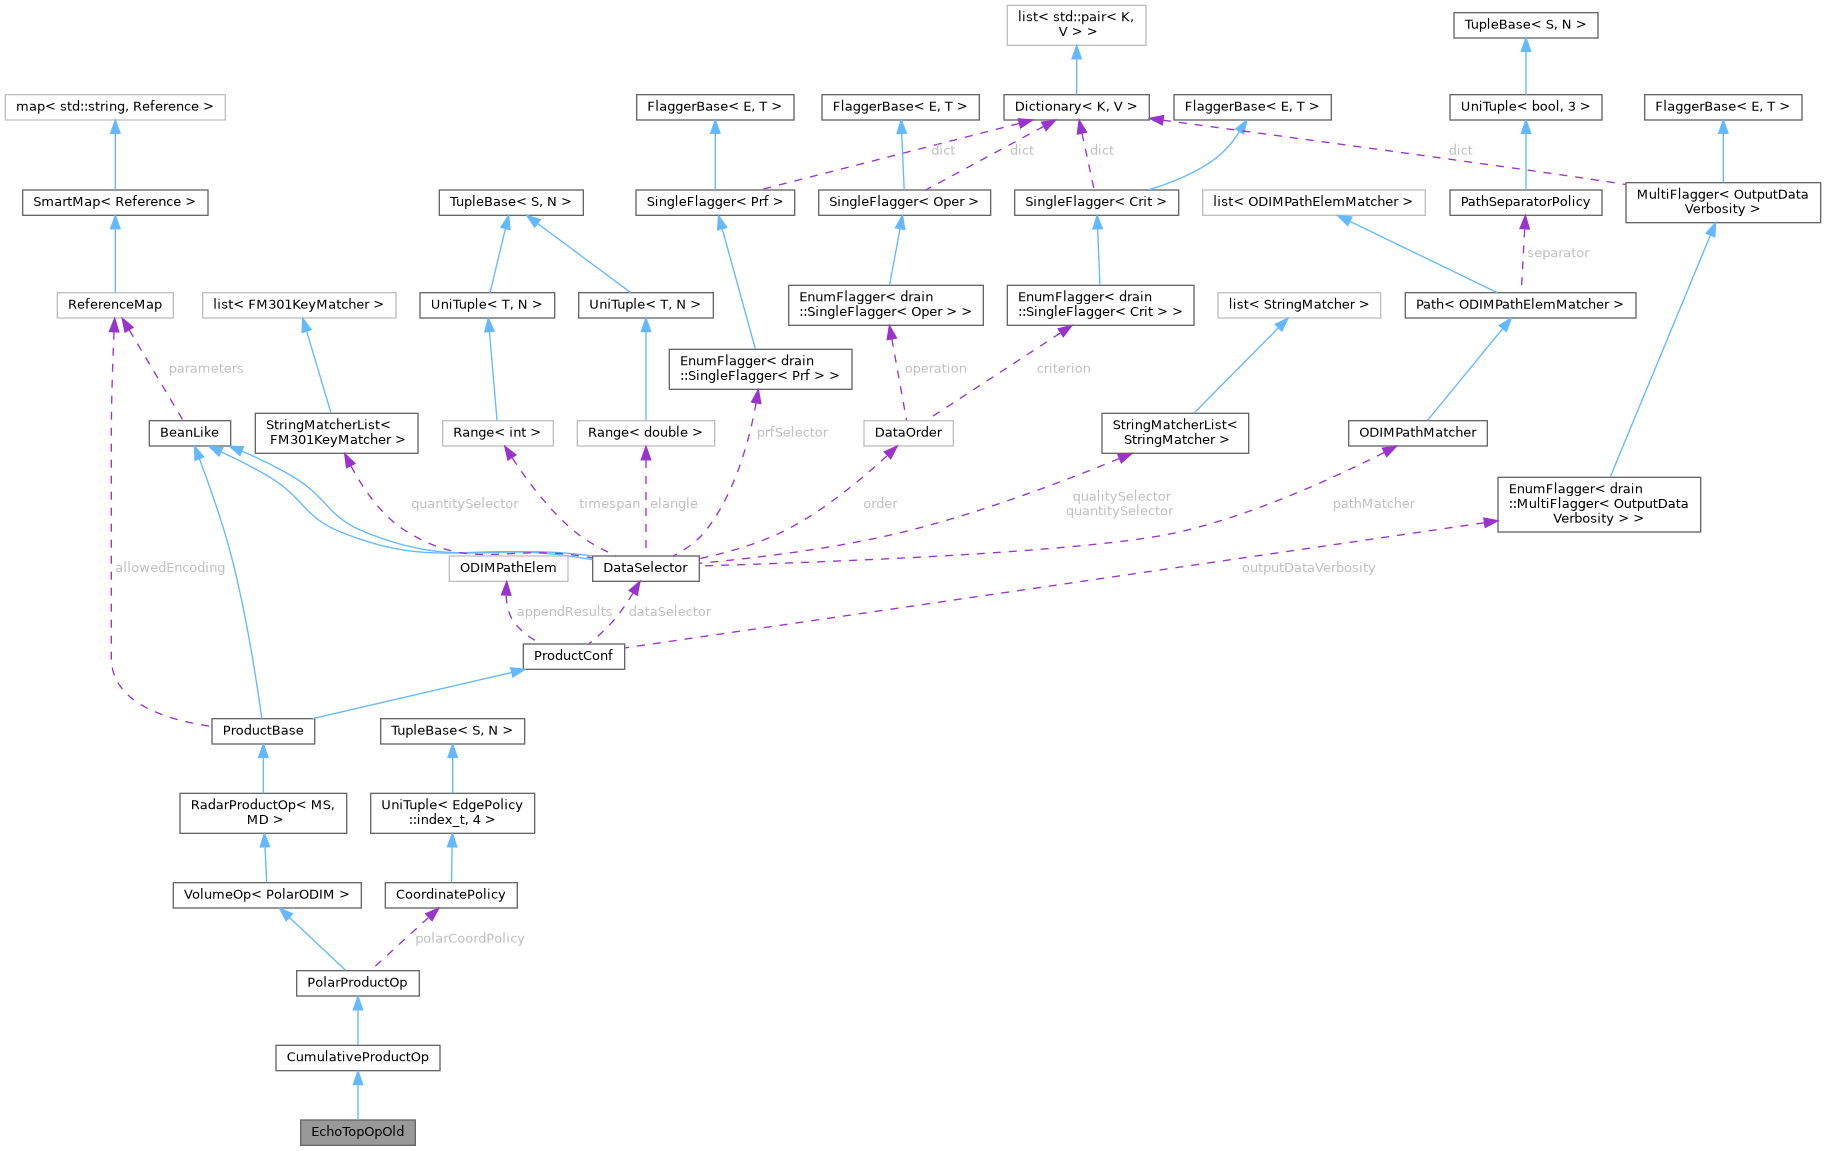 list< std::pair< K,
V > >
TupleBase< S, N >
map< std::string, Reference >
FlaggerBase< E, T >
FlaggerBase< E, T >
Dictionary< K, V >
FlaggerBase< E, T >
UniTuple< bool, 3 >
FlaggerBase< E, T >
dict
dict
dict
dict
SmartMap< Reference >
TupleBase< S, N >
SingleFlagger< Prf >
SingleFlagger< Oper >
SingleFlagger< Crit >
list< ODIMPathElemMatcher >
PathSeparatorPolicy
MultiFlagger< OutputData
Verbosity >
separator
ReferenceMap
list< FM301KeyMatcher >
UniTuple< T, N >
UniTuple< T, N >
EnumFlagger< drain
::SingleFlagger< Oper > >
EnumFlagger< drain
::SingleFlagger< Crit > >
list< StringMatcher >
Path< ODIMPathElemMatcher >
parameters
EnumFlagger< drain
::SingleFlagger< Prf > >
operation
criterion
BeanLike
StringMatcherList<
FM301KeyMatcher >
Range< int >
Range< double >
prfSelector
DataOrder
StringMatcherList<
StringMatcher >
ODIMPathMatcher
quantitySelector
timespan
elangle
order
qualitySelector
quantitySelector
pathMatcher
EnumFlagger< drain
::MultiFlagger< OutputData
Verbosity > >
allowedEncoding
ODIMPathElem
DataSelector
outputDataVerbosity
appendResults
dataSelector
ProductConf
ProductBase
TupleBase< S, N >
RadarProductOp< MS,
MD >
UniTuple< EdgePolicy
::index_t, 4 >
VolumeOp< PolarODIM >
CoordinatePolicy
polarCoordPolicy
PolarProductOp
CumulativeProductOp
EchoTopOpOld